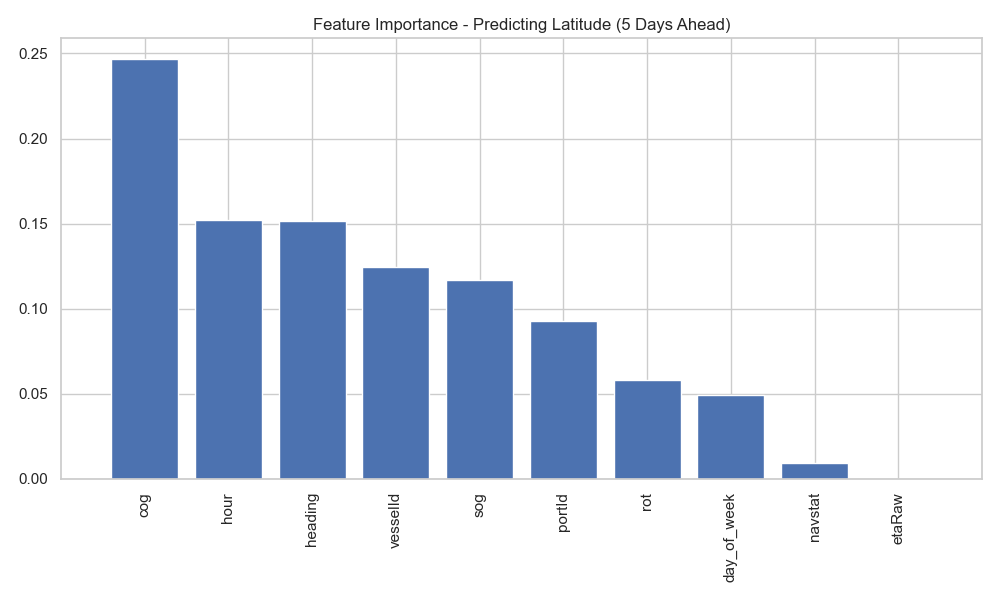 Feature Importance - Predicting Latitude (5 Days Ahead)
0.25
0.20
0.15
0.10
0.05
0.00
cog
hour
heading
vesselId
sog
portId
rot
day_of_week
navstat
etaRaw